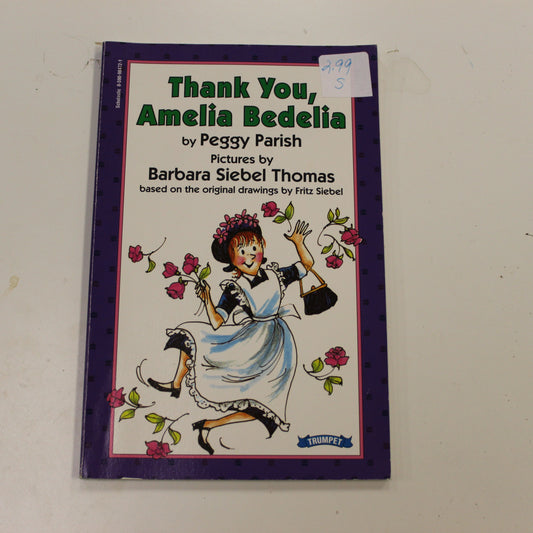 2.99
S
Thank You,
Amelia Bedelia
by Peggy Parish
Pictures by
Barbara Siebel Thomas
based on the original drawings by Fritz Siebel
TRUMPET